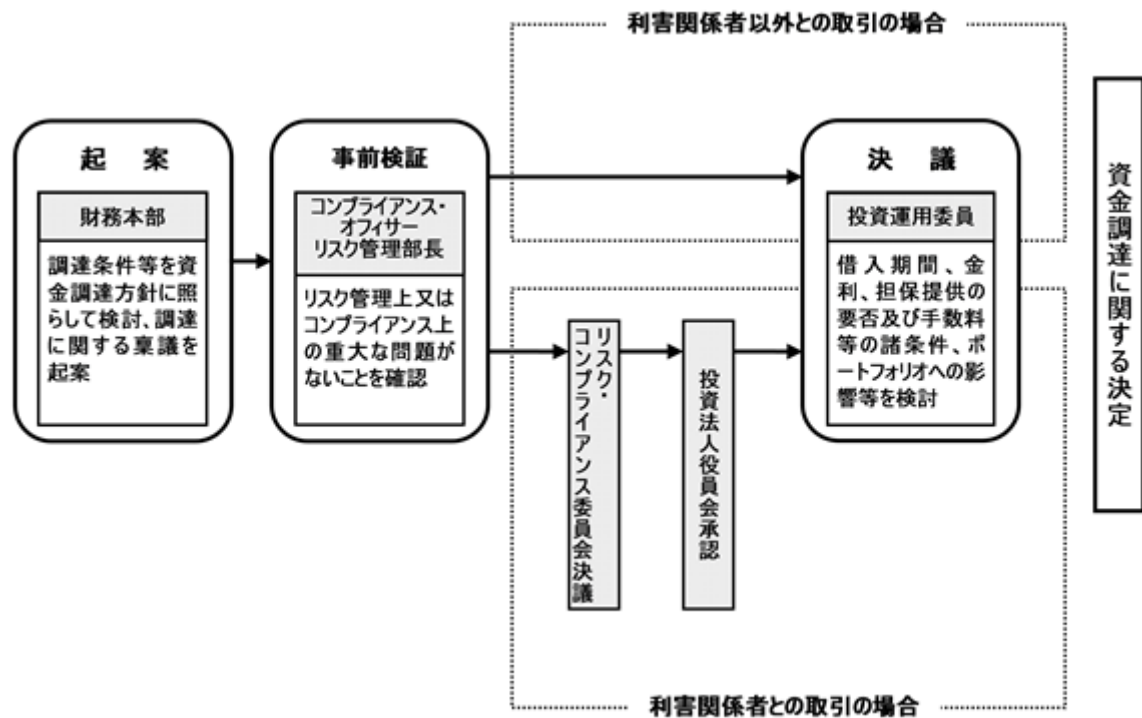 利害関係者以外との取引の場合
起　案
財務本部
調達条件等を資
金調達方針に照
らして検討、調達
に関する稟議を
起案
事前検証
コンプライアンス・
オフィサー
リスク管理部長
リスク管理上又は
コンプライアンス上
の重大な問題が
ないことを確認
リスク・
コンプライアンス委員会決議
投資法人役員会承認
決　議
投資運用委員
借入期間、金
利、担保提供の
要否及び手数料
等の諸条件、ポ
ートフォリオへの影
響等を検討
資金調達に関する決定
利害関係者との取引の場合